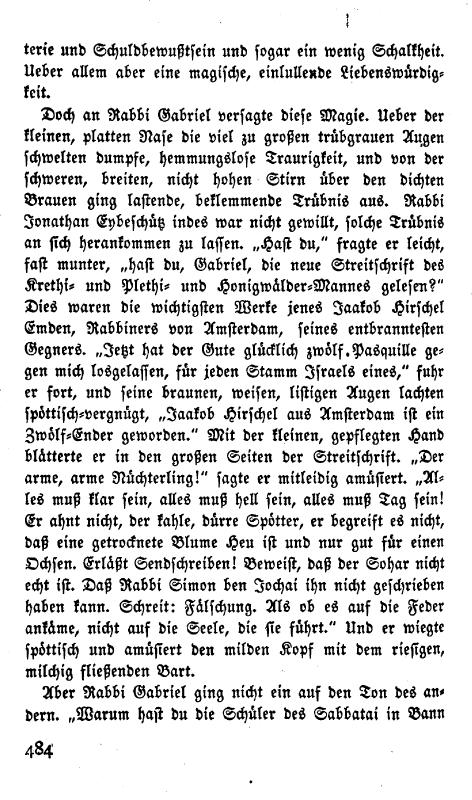 terie und Schuldbewußtsein und sogar ein wenig Schalkheit.
Ueber allem aber eine magische, einlullende Liebenswürdig-
keit.
Doch an Rabbi Gabriel versagte diese Magie. Ueber der
kleinen, platten Nase die viel zu großen trübgrauen Augen
schwelten dumpfe, hemmungslose Traurigkeit, und von der
schweren, breiten, nicht hohen Stirn über den dichten
Brauen ging lastende, beklemmende Trübnis aus. Rabbi
Jonathan Eybeschütz indes war nicht gewillt, solche Trübnis
an sich herankommen zu lassen. „Hast du,“ fragte er leicht,
fast munter, „hast du, Gabriel, die neue Streitschrift des
Krethi- und Plethi- und Honigwälder-Mannes gelesen?“
Dies waren die wichtigsten Werke jenes Jaakob Hirschel
Emden, Rabbiners von Amsterdam, seines entbranntesten
Gegners. „Jetzt hat der Gute glücklich zwölf Pasquille ge-
gen mich losgelassen, für jeden Stamm Israels eines,“ fuhr
er fort, und seine braunen, weisen, listigen Augen lachten
spöttisch-vergnügt, „Jaakob Hirschel aus Amsterdam ist ein
Zwölf-Ender geworden.“ Mit der kleinen, gepflegten Hand
blätterte er in den großen Seiten der Streitschrift. „Der
arme, arme Nüchterling!“ sagte er mitleidig amüsiert. „Al-
les muß klar sein, alles muß hell sein, alles muß Tag sein!
Er ahnt nicht, der kahle, dürre Spötter, er begreift es nicht,
daß eine getrocknete Blume Heu ist und nur gut für einen
Ochsen. Erläßt Sendschreiben! Beweist, daß der Sohar nicht
echt ist. Daß Rabbi Simon ben Jochai ihn nicht geschrieben
haben kann. Schreit: Fälschung. Als ob es auf die Feder
ankäme, nicht auf die Seele, die sie führt.“ Und er wiegte
spöttisch und amüsiert den milden Kopf mit dem riesigen,
milchig fließenden Bart.
Aber Rabbi Gabriel ging nicht ein auf den Ton des an-
dern. „Warum hast du die Schüler des Sabbatai in Bann
484